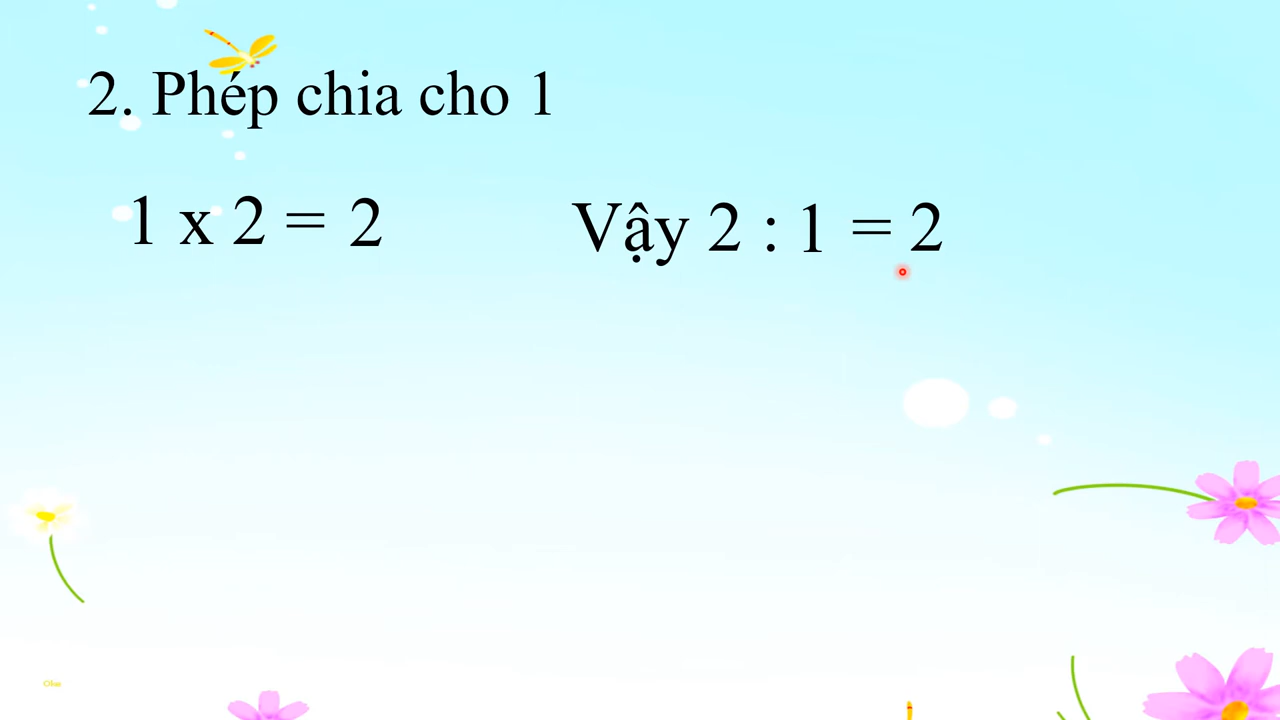 2. Phép chia cho 1
1 x 2 = 2
Vậy 2 : 1 = 2